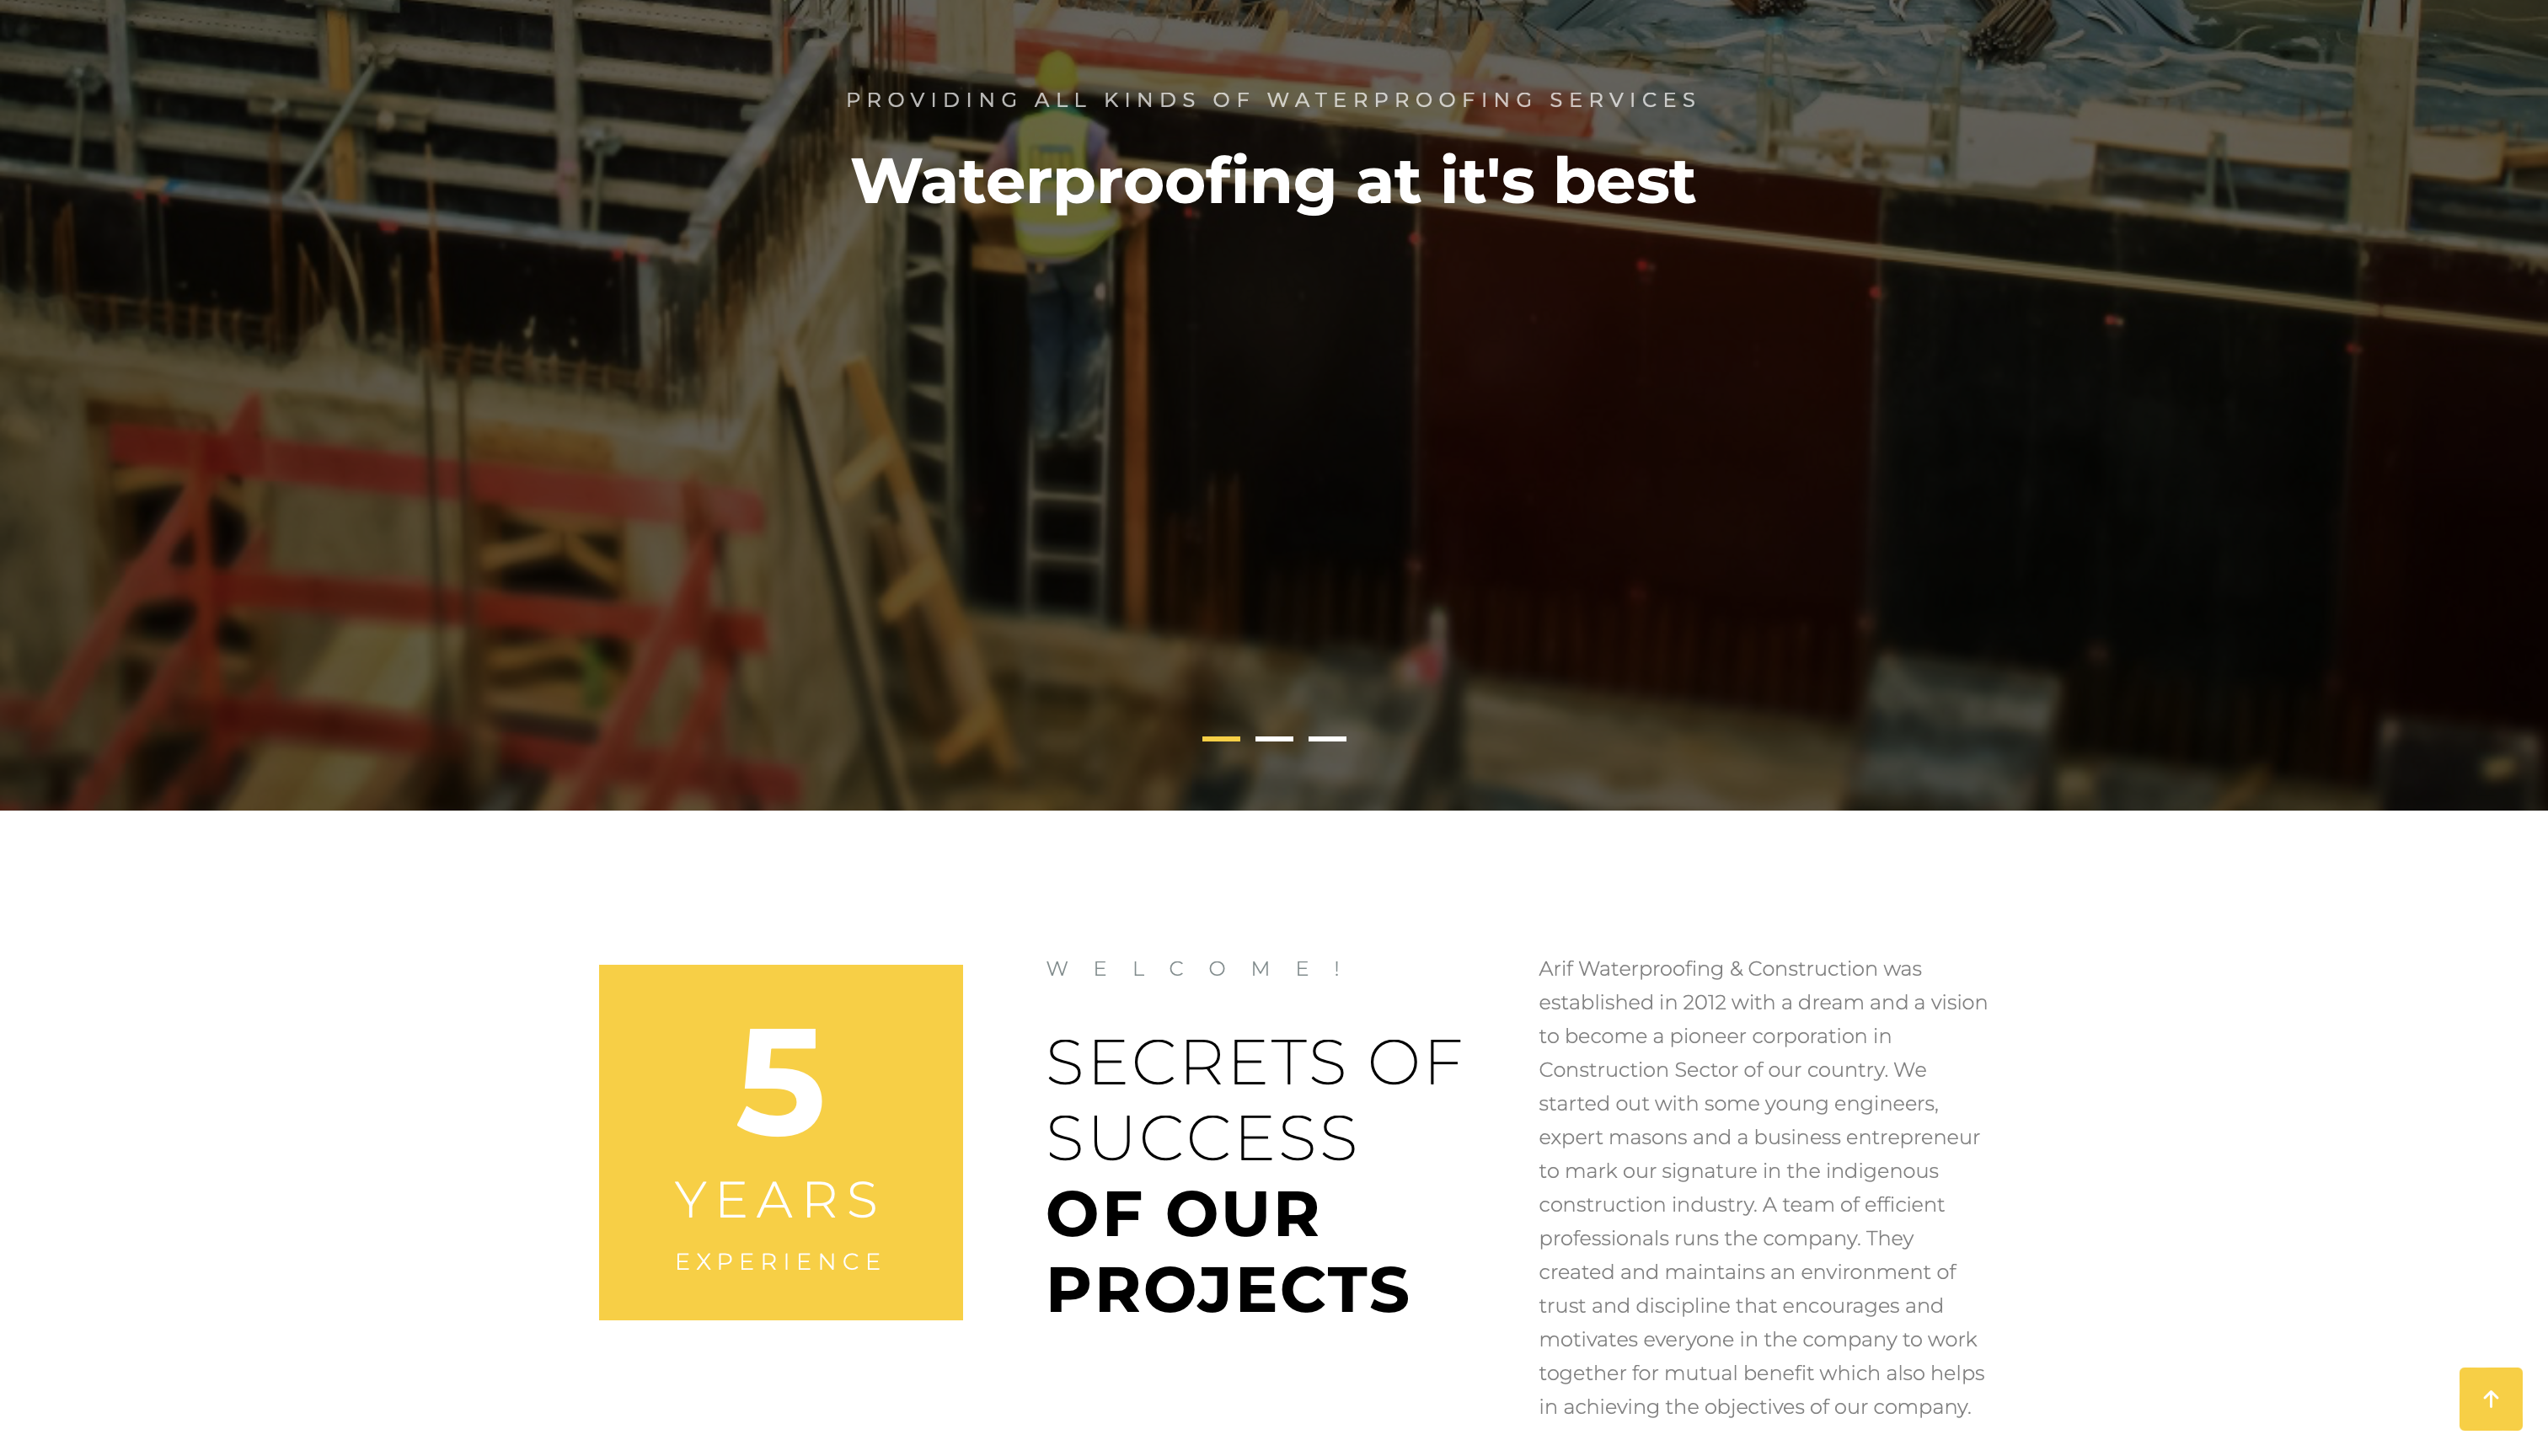 PROVIDING ALL KINDS OF WATERPROOFING SERVICES
Waterproofing at it's best
5
YEARS
EXPERIENCE
WELCOME!
SECRETS OF
SUCCESS
OF OUR
PROJECTS
Arif Waterproofing & Construction was
established in 2012 with a dream and a vision
to become a pioneer corporation in
Construction Sector of our country. We
started out with some young engineers,
expert masons and a business entrepreneur
to mark our signature in the indigenous
construction industry. A team of efficient
professionals runs the company. They
created and maintains an environment of
trust and discipline that encourages and
motivates everyone in the company to work
together for mutual benefit which also helps
in achieving the objectives of our company.